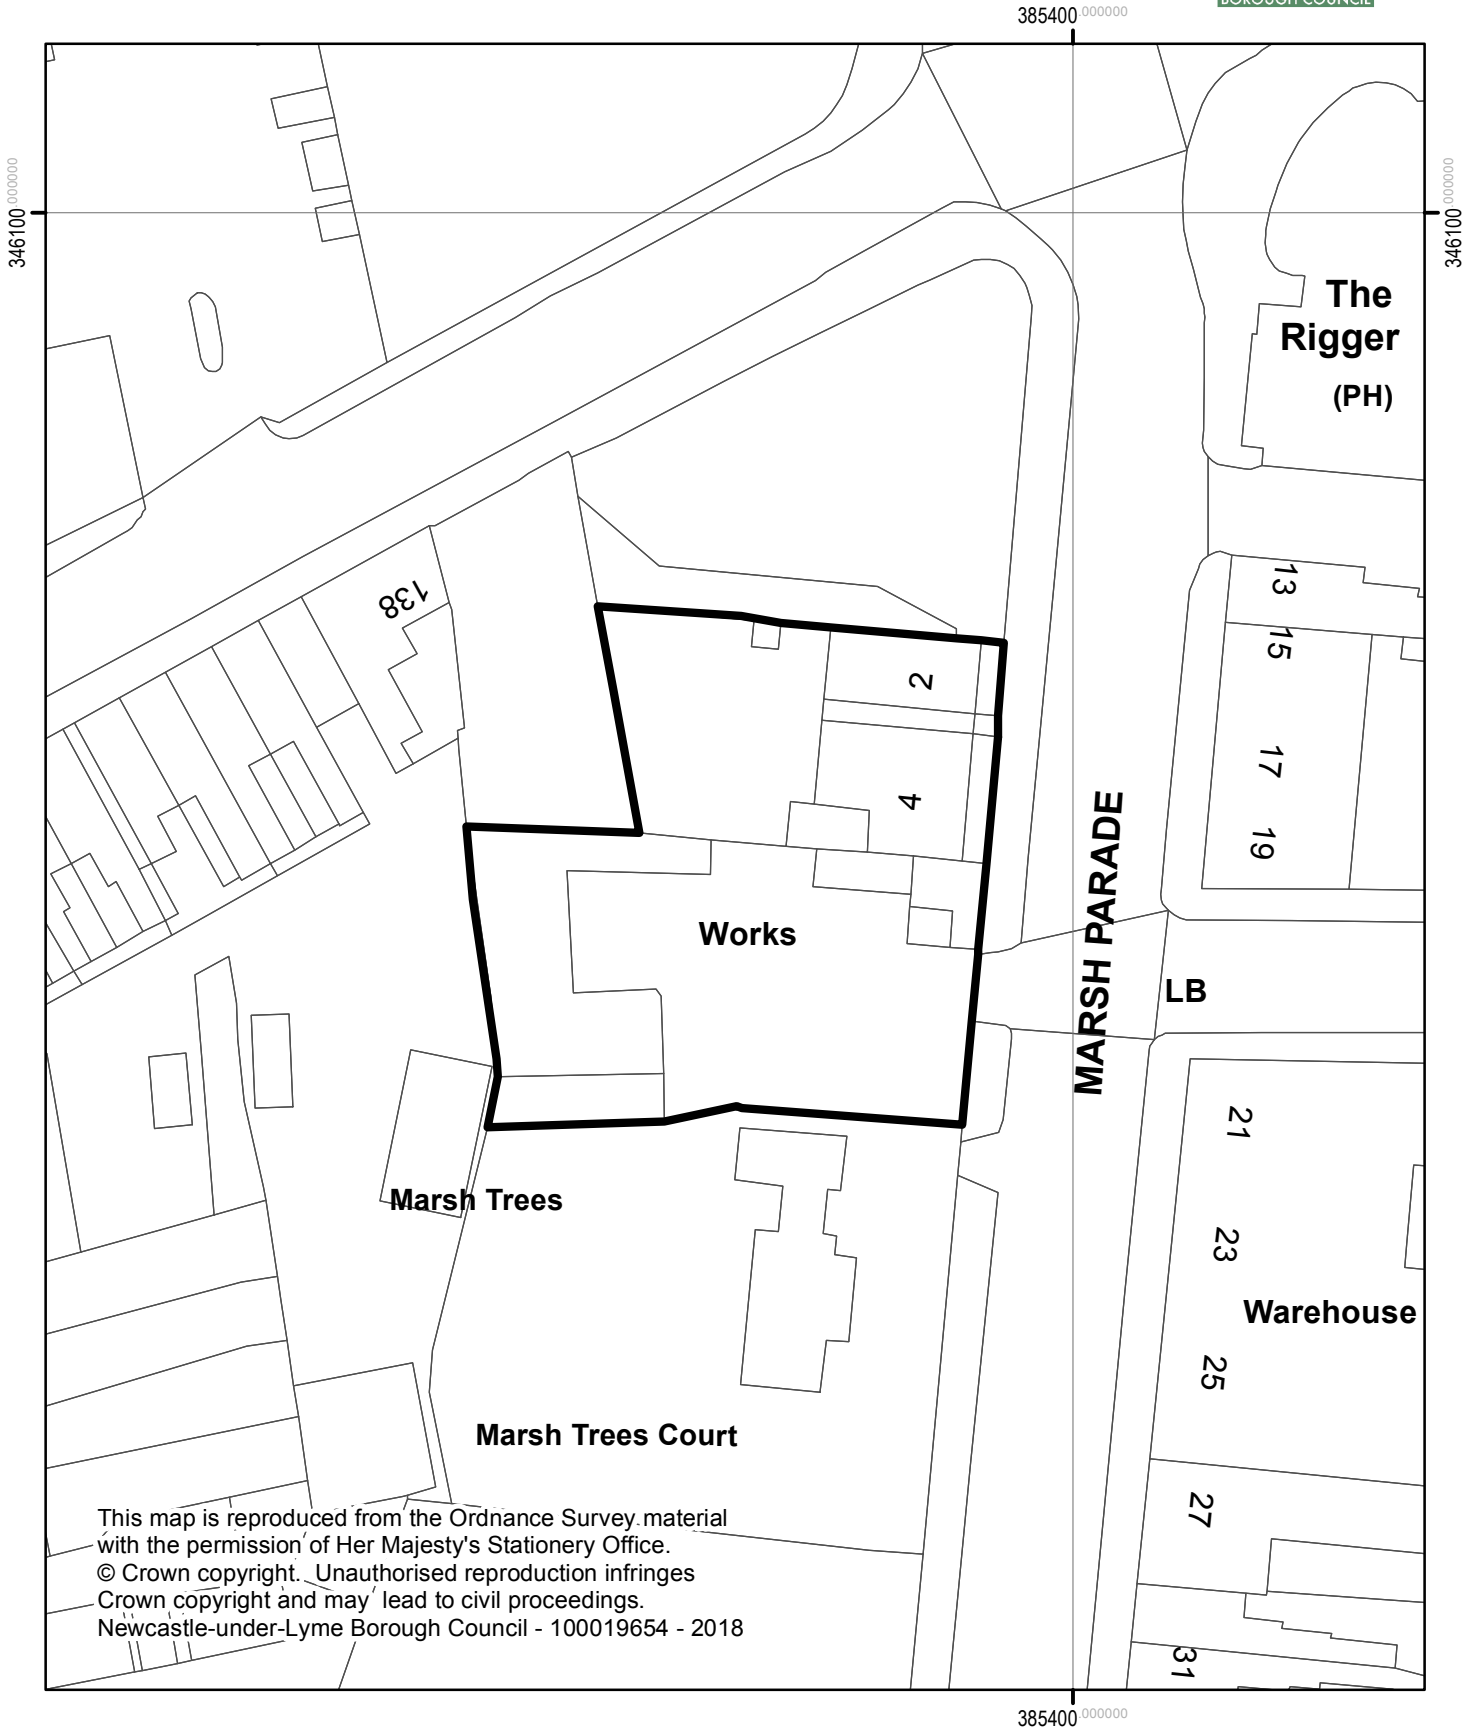 BOROUGH COUNCIL
385400.000000
346100.000000
346100.000000
The
Rigger
(PH)
138
13
15
2
17
4
19
MARSH PARADE
Works
LB
21
Marsh Trees
23
Warehouse
25
Marsh Trees Court
27
This map is reproduced from the Ordnance Survey material
with the permission of Her Majesty's Stationery Office.
© Crown copyright. Unauthorised reproduction infringes
Crown copyright and may lead to civil proceedings.
Newcastle-under-Lyme Borough Council - 100019654 - 2018
31
385400.000000